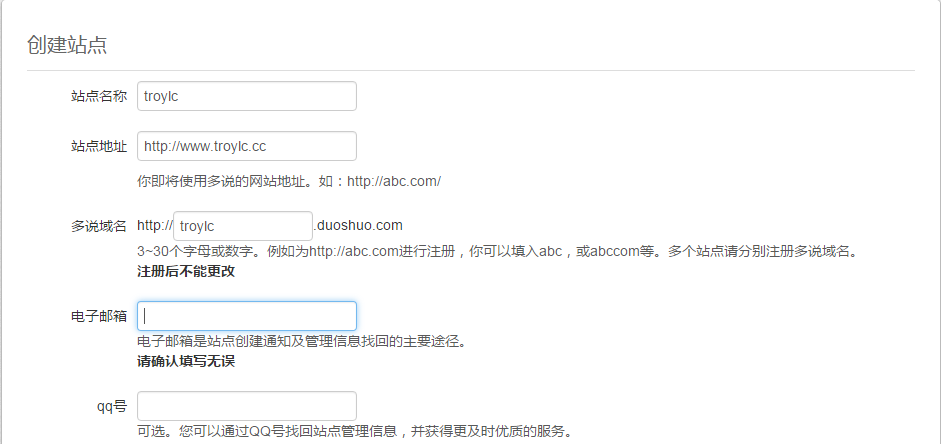 创建站点
站点名称 troylc
站点地址 http://www.troylc.cc
你即将使用多说的网站地址。如：http://abc.com/
多说域名 http://troylc.duoshuo.com
3~30个字母或数字。例如为http://abc.com进行注册，你可以填入abc，或abccom等。多个站点请分别注册多说域名。
注册后不能更改
电子邮箱
电子邮箱是站点创建通知及管理信息找回的主要途径。
请确认填写无误
qq号
可选。您可以通过QQ号找回站点管理信息，并获得更及时优质的服务。